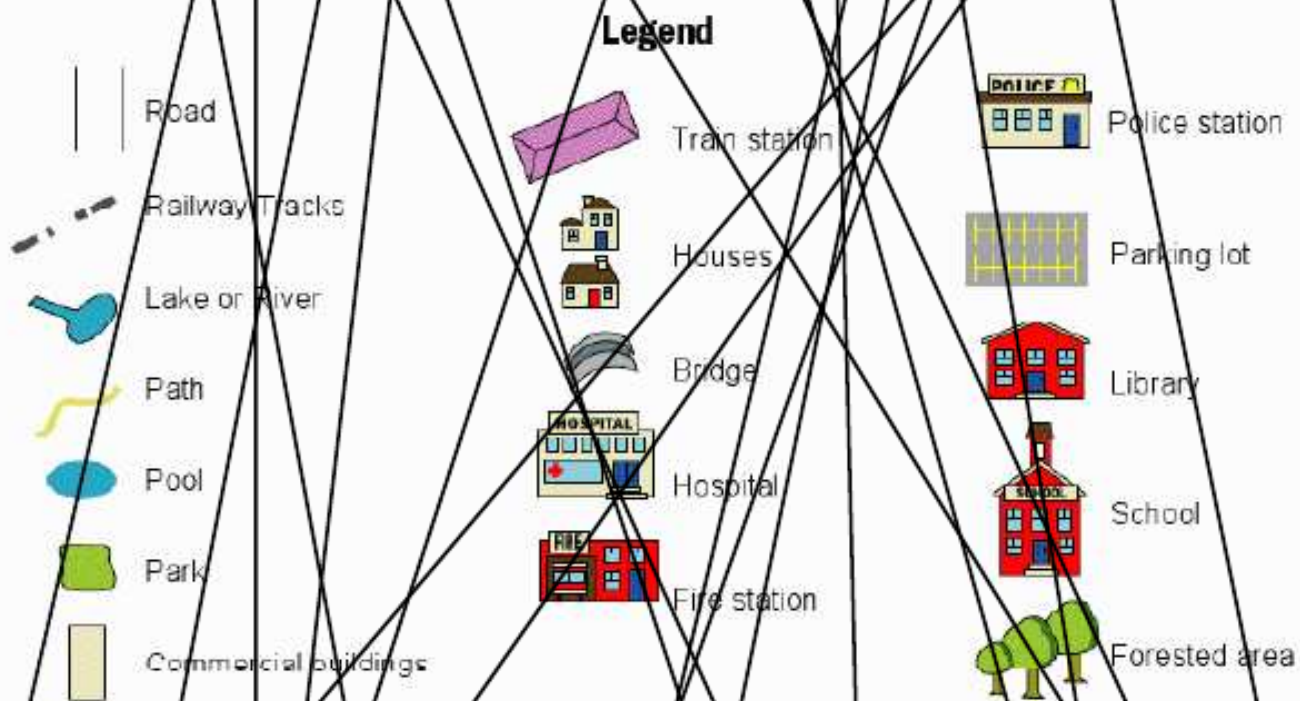 Legend
Road
Railway Tracks
Lake or River
Path
Pool
Park
Commercial buildings
Train station
Houses
Bridge
HOSPITAL
Hospital
FIRE
Fire station
POLICE
Police station
Parking lot
Library
SCHOOL
School
Forested area